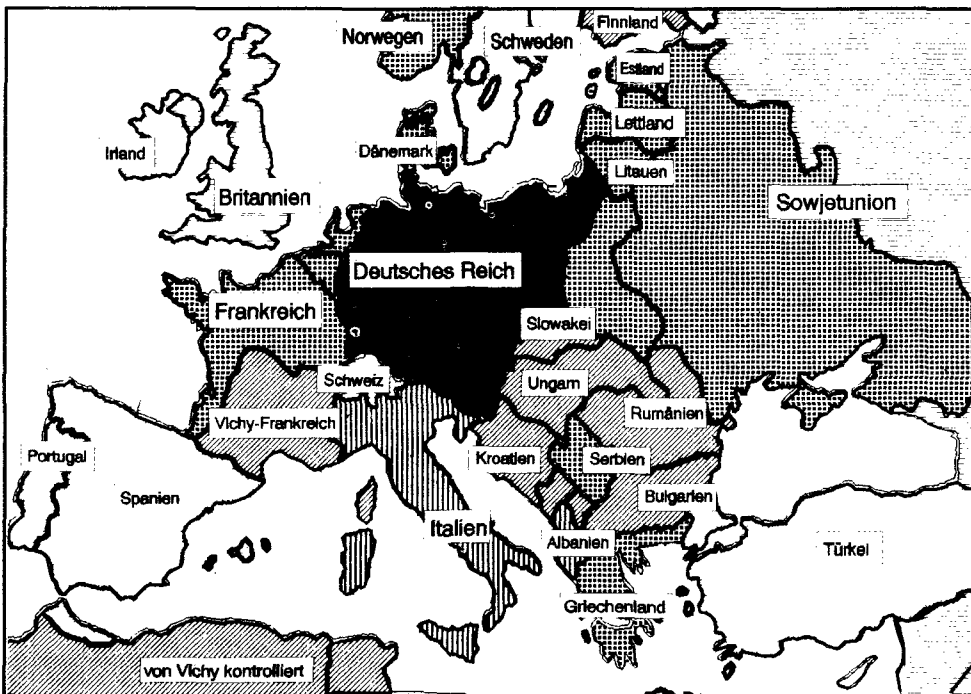 Finnland
Norwegen
Schweden
Estland
Lettland
Irland
Dänemark
Litauen
Britannien
Sowjetunion
Deutsches Reich
Frankreich
Slowakei
Schweiz
Ungarn
Vichy-Frankreich
Rumänien
Portugal
Kroatien
Serbien
Spanien
Bulgarien
Italien
Albanien
Türkei
Griechenland
von Vichy kontrolliert